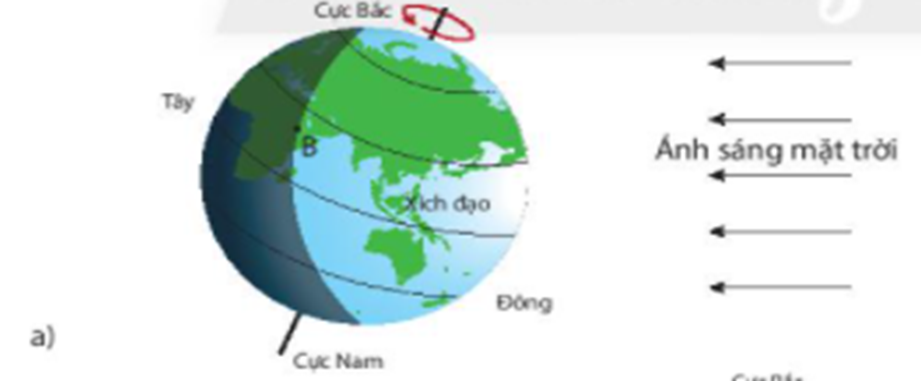 Cực Bắc
Tây
B
Ánh sáng mặt trời
Xích đạo
Đông
a)
Cực Nam